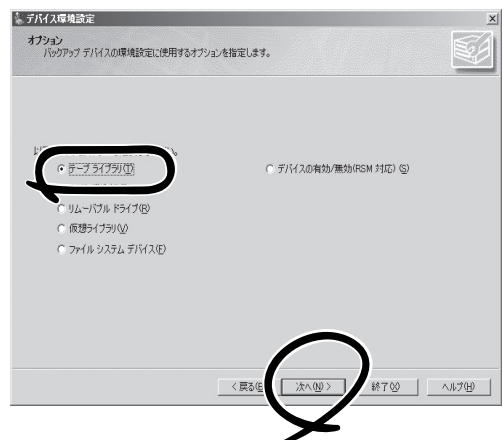 デバイス環境設定
オプション
バックアップ デバイスの環境設定に使用するオプションを指定します。
テープ ライブラリ(T)
デバイスの有効/無効(RSM 対応) (S)
リムーバブル ドライブ(R)
仮想ライブラリ(V)
ファイル システム デバイス(F)
< 戻る(B
次へ(N) >
終了(X)
ヘルプ(H)